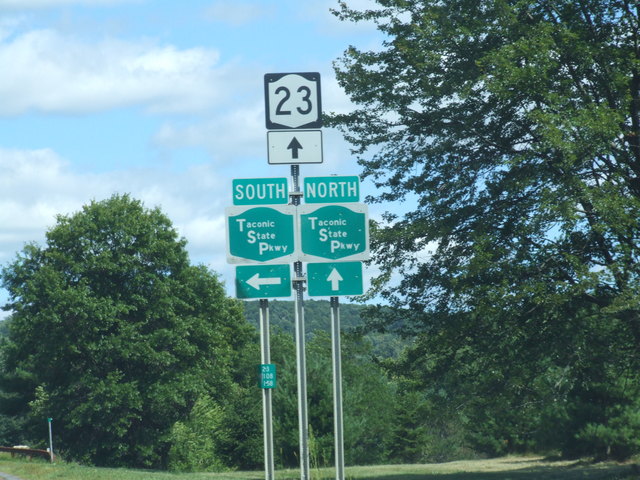 23
SOUTH NORTH
Taconic
State
Pkwy
Taconic
State
Pkwy
23